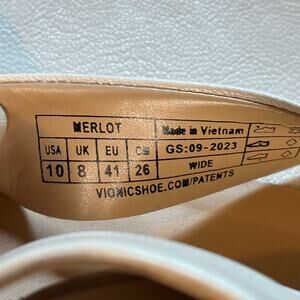 MERLOT Made in Vietnam
USA UK EU CM GS:09-2023
10 8 41 26 WIDE
VIONICSHOE.COM/PATENTS